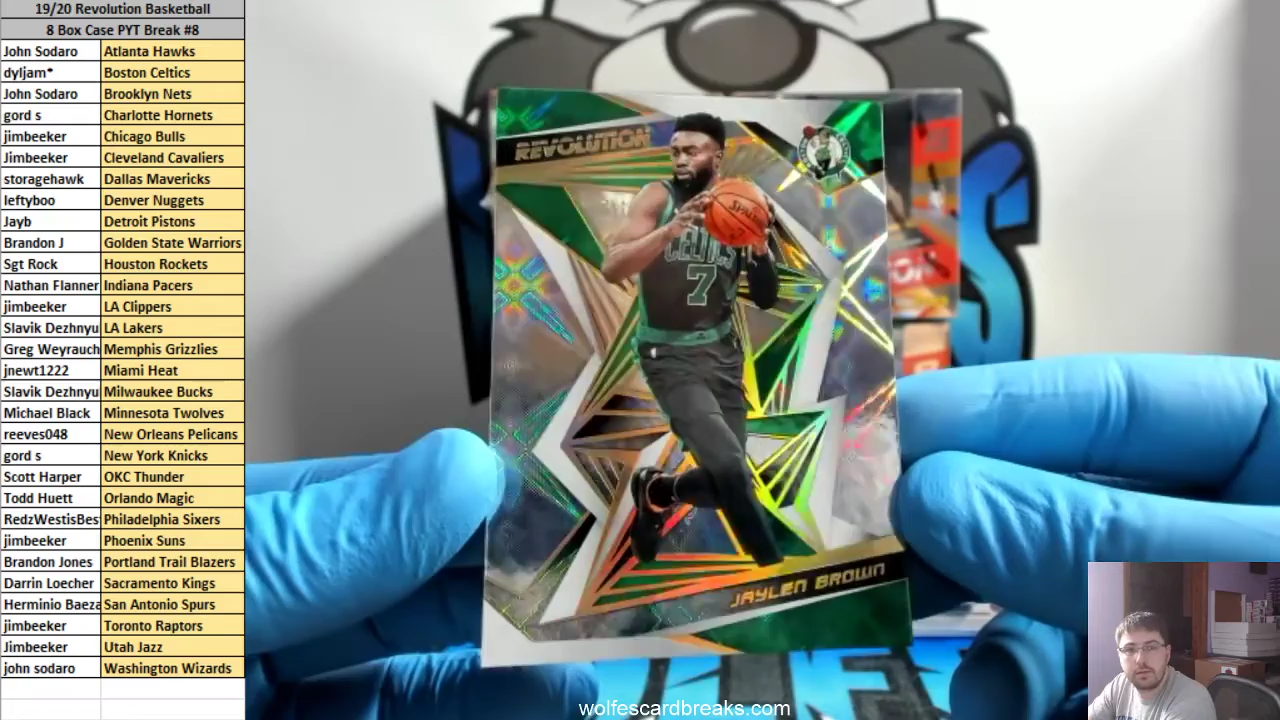 19/20 Revolution Basketball
8 Box Case PYT Break #8
John Sodaro Atlanta Hawks
dyljam* Boston Celtics
John Sodaro Brooklyn Nets
gord s Charlotte Hornets
jimbeeker Chicago Bulls
Jimbeeker Cleveland Cavaliers
storagehawk Dallas Mavericks
leftyboo Denver Nuggets
Jayb Detroit Pistons
Brandon J Golden State Warriors
Sgt Rock Houston Rockets
Nathan Flanner Indiana Pacers
jimbeeker LA Clippers
Slavik Dezhnyu LA Lakers
Greg Weyrauch Memphis Grizzlies
jnewt1222 Miami Heat
Slavik Dezhnyu Milwaukee Bucks
Michael Black Minnesota Twolves
reeves048 New Orleans Pelicans
gord s New York Knicks
Scott Harper OKC Thunder
Todd Huett Orlando Magic
RedzWestisBes Philadelphia Sixers
jimbeeker Phoenix Suns
Brandon Jones Portland Trail Blazers
Darrin Loecher Sacramento Kings
Herminio Baeza San Antonio Spurs
jimbeeker Toronto Raptors
Jimbeeker Utah Jazz
john sodaro Washington Wizards
REVOLUTION
SPALDING
CELTICS
7
JAYLEN BROWN
wolfescardbreaks.com